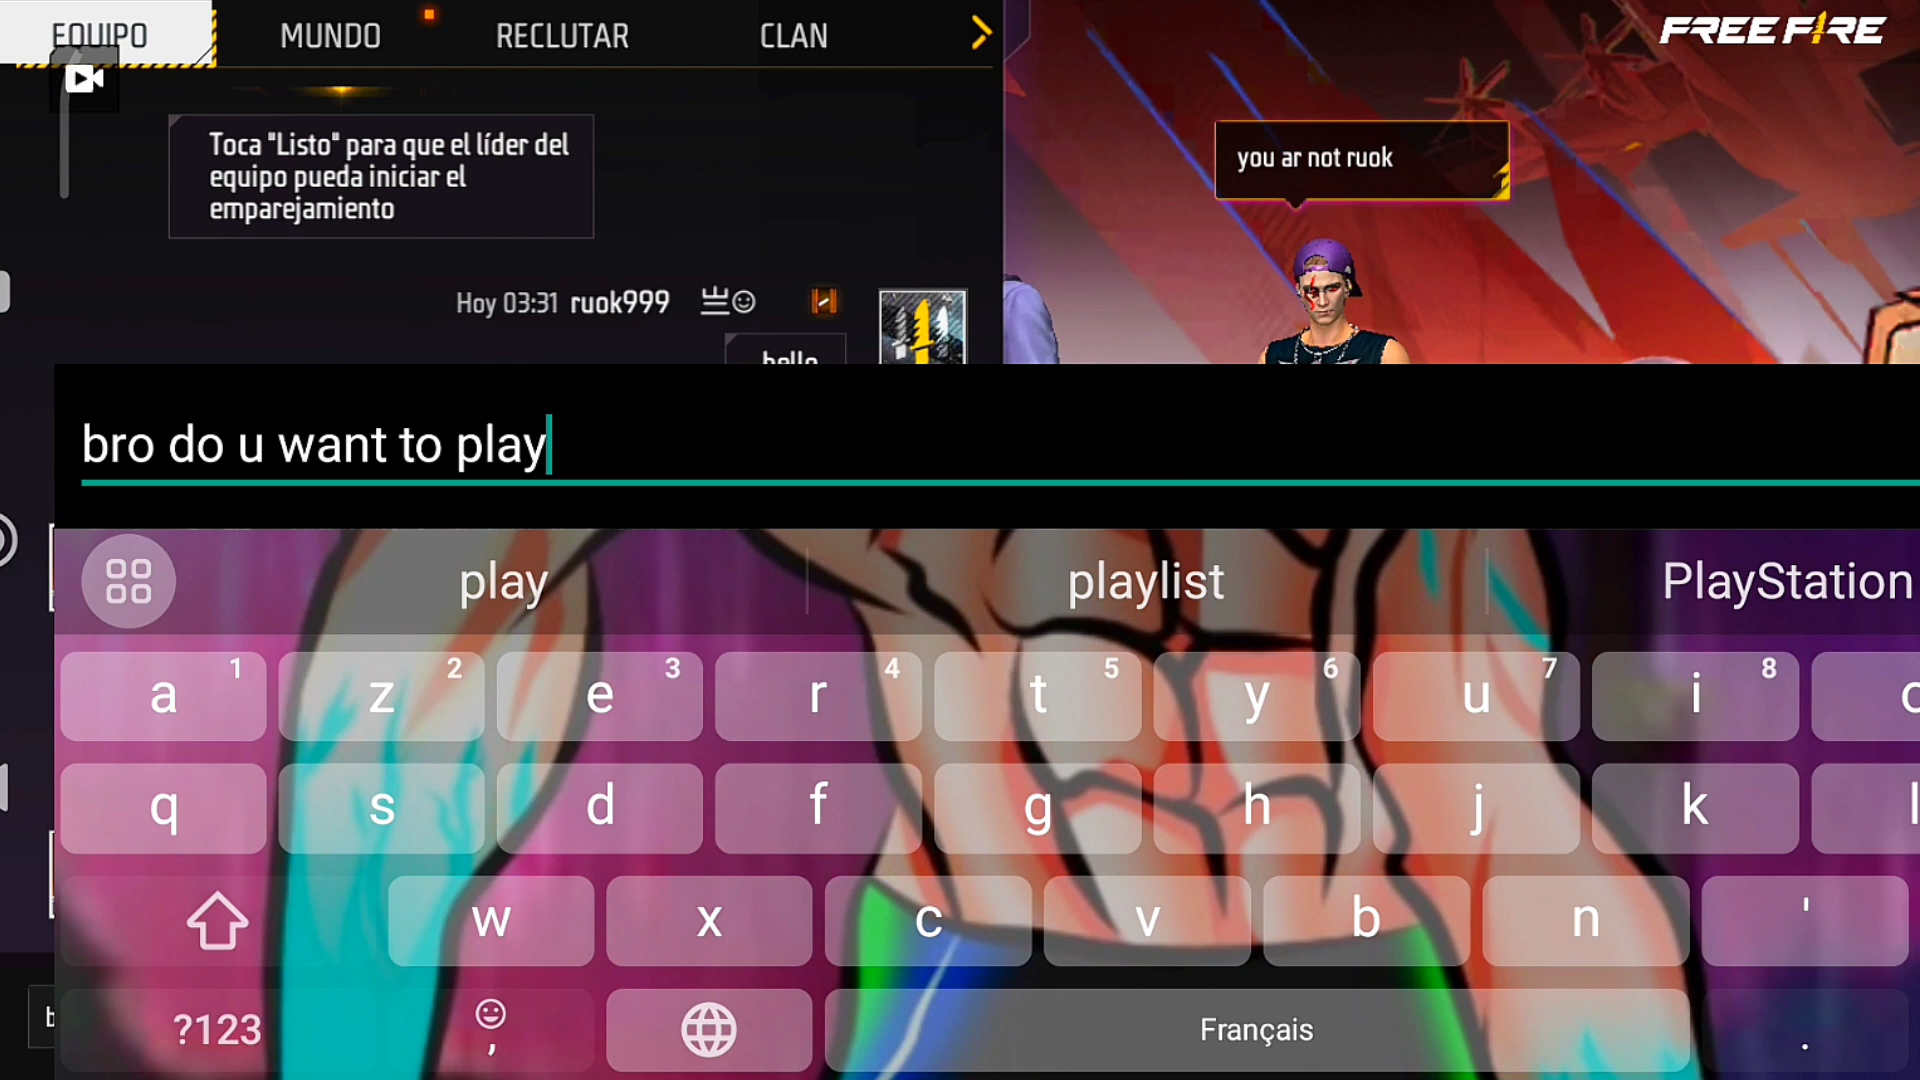 EQUIPO
MUNDO
RECLUTAR
CLAN
FREE FIRE
Toca "Listo" para que el líder del
equipo pueda iniciar el
emparejamiento
you ar not ruok
Hoy 03:31 ruok999
hello
bro do u want to play
play
playlist
PlayStation
a 1 z 2 e 3 r 4 t 5 y 6 u 7 i 8
q s d f g h j k l
w x c v b n '
?123 , Français .